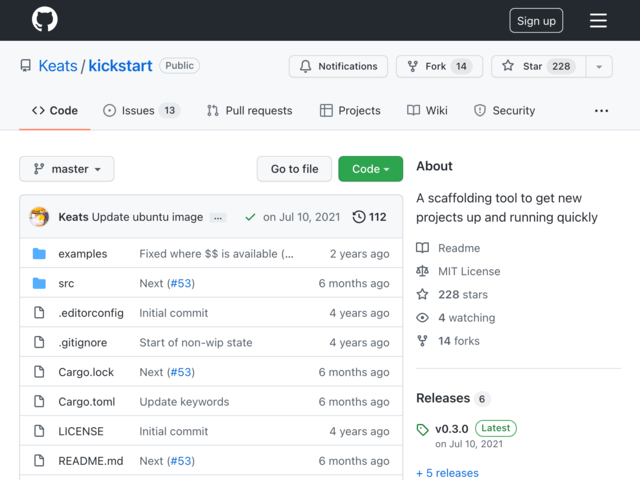 Sign up
Keats / kickstart Public
Notifications Fork 14 Star 228
Code Issues 13 Pull requests Projects Wiki Security ...
master Go to file Code
Keats Update ubuntu image ... on Jul 10, 2021 112
examples Fixed where $$ is available (... 2 years ago
src Next (#53) 6 months ago
.editorconfig Initial commit 4 years ago
.gitignore Start of non-wip state 4 years ago
Cargo.lock Next (#53) 6 months ago
Cargo.toml Update keywords 6 months ago
LICENSE Initial commit 4 years ago
README.md Next (#53) 6 months ago
About
A scaffolding tool to get new
projects up and running quickly
Readme
MIT License
228 stars
4 watching
14 forks
Releases 6
v0.3.0 Latest
on Jul 10, 2021
+ 5 releases